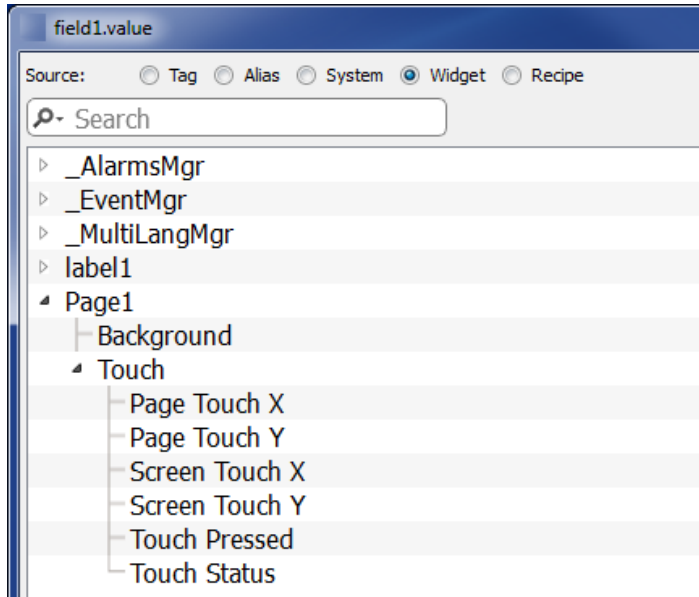 field1.value
Source: Tag Alias System Widget Recipe
Search
_AlarmsMgr
_EventMgr
_MultiLangMgr
label1
Page1
Background
Touch
Page Touch X
Page Touch Y
Screen Touch X
Screen Touch Y
Touch Pressed
Touch Status